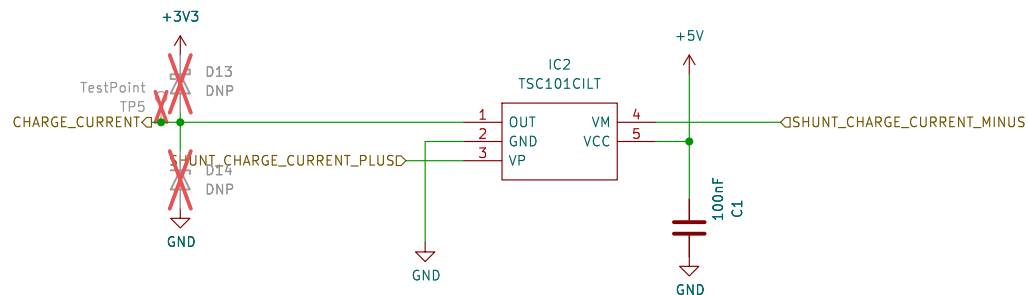 +3V3
+5V
IC2
TSC101CILT
D13
DNP
TestPoint
TP5
CHARGE_CURRENT
1
OUT
VM
4
SHUNT_CHARGE_CURRENT_MINUS
2
GND
VCC
5
SHUNT_CHARGE_CURRENT_PLUS
3
VP
D14
DNP
100nF
C1
GND
GND
GND